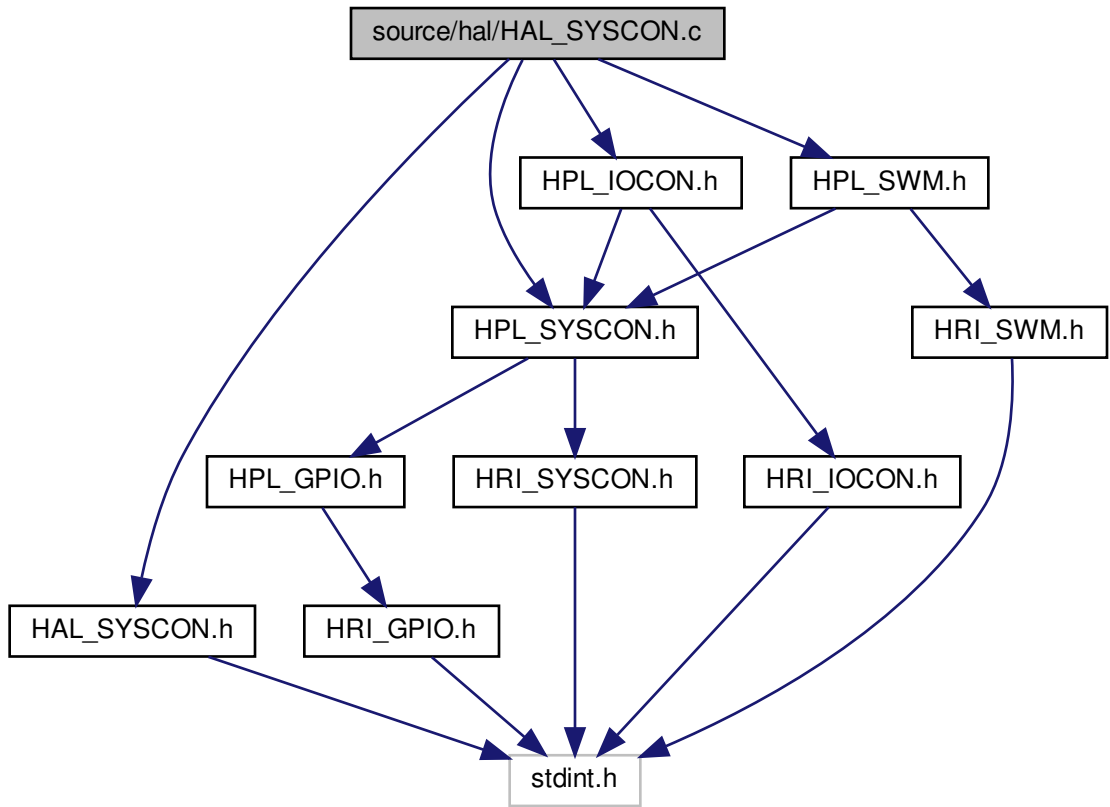 source/hal/HAL_SYSCON.c
HPL_IOCON.h
HPL_SWM.h
HPL_SYSCON.h
HRI_SWM.h
HPL_GPIO.h
HRI_SYSCON.h
HRI_IOCON.h
HAL_SYSCON.h
HRI_GPIO.h
stdint.h